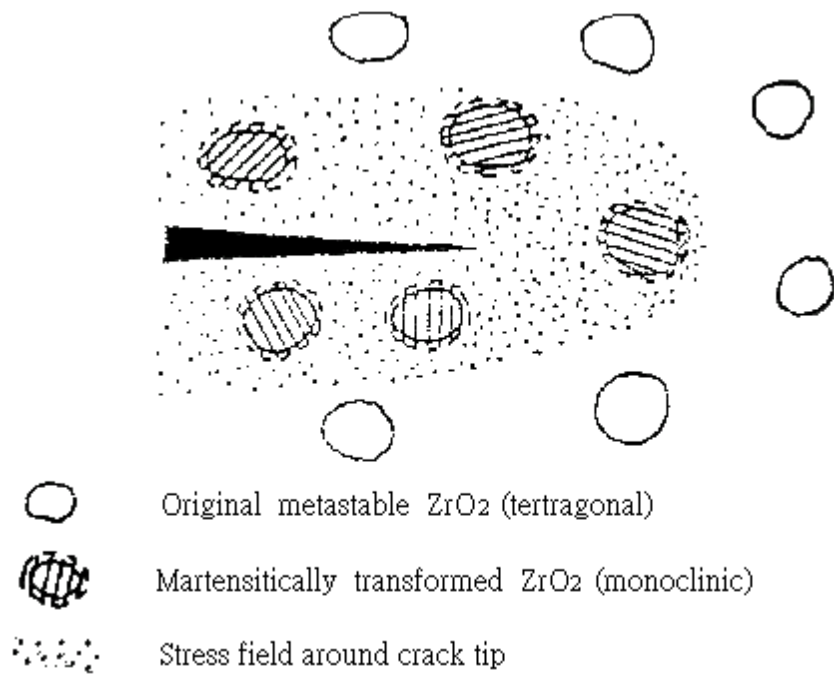 Original metastable ZrO2 (tertragonal)
Martensitically transformed ZrO2 (monoclinic)
Stress field around crack tip